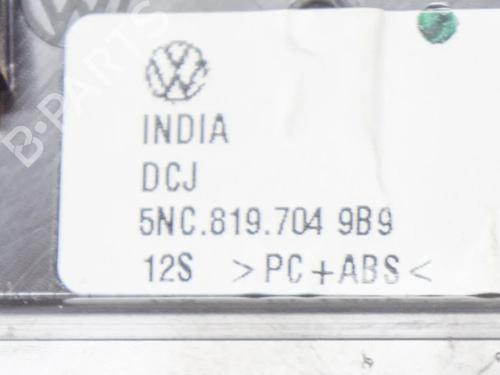 INDIA
DCJ
5NC.819.704 9B9
12S >PC+ABS<
B-PARTS